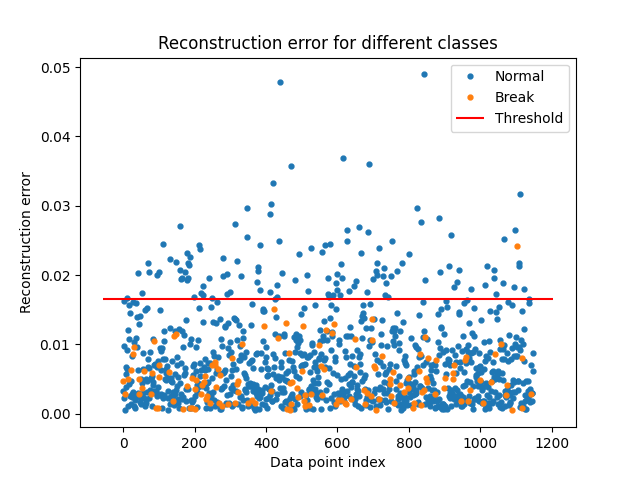 Reconstruction error for different classes
Normal
Break
Threshold
Reconstruction error
0.05
0.04
0.03
0.02
0.01
0.00
0
200
400
600
800
1000
1200
Data point index